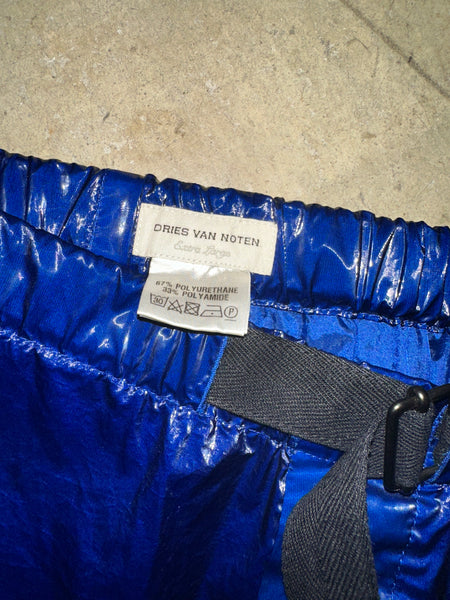 DRIES VAN NOTEN
Extra Large
67% POLYURETHANE
33% POLYAMIDE
30 P